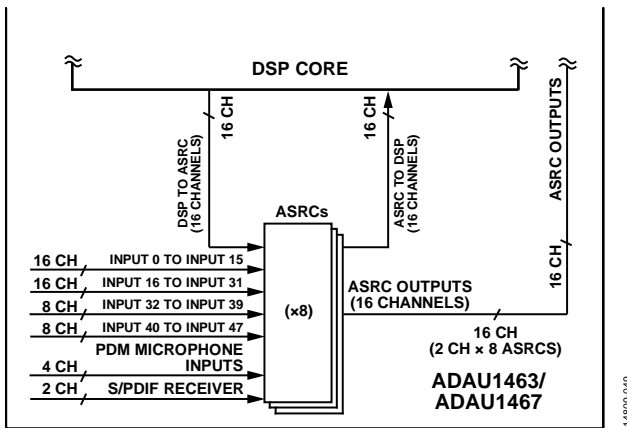 DSP CORE
16 CH
DSP TO ASRC
(16 CHANNELS)
16 CH
ASRC TO DSP
(16 CHANNELS)
ASRC OUTPUTS
16 CH
ASRCs
(×8)
16 CH INPUT 0 TO INPUT 15
16 CH INPUT 16 TO INPUT 31
8 CH INPUT 32 TO INPUT 39
8 CH INPUT 40 TO INPUT 47
PDM MICROPHONE
INPUTS
4 CH
2 CH S/PDIF RECEIVER
ASRC OUTPUTS
(16 CHANNELS)
16 CH
(2 CH × 8 ASRCS)
ADAU1463/
ADAU1467
14809-049